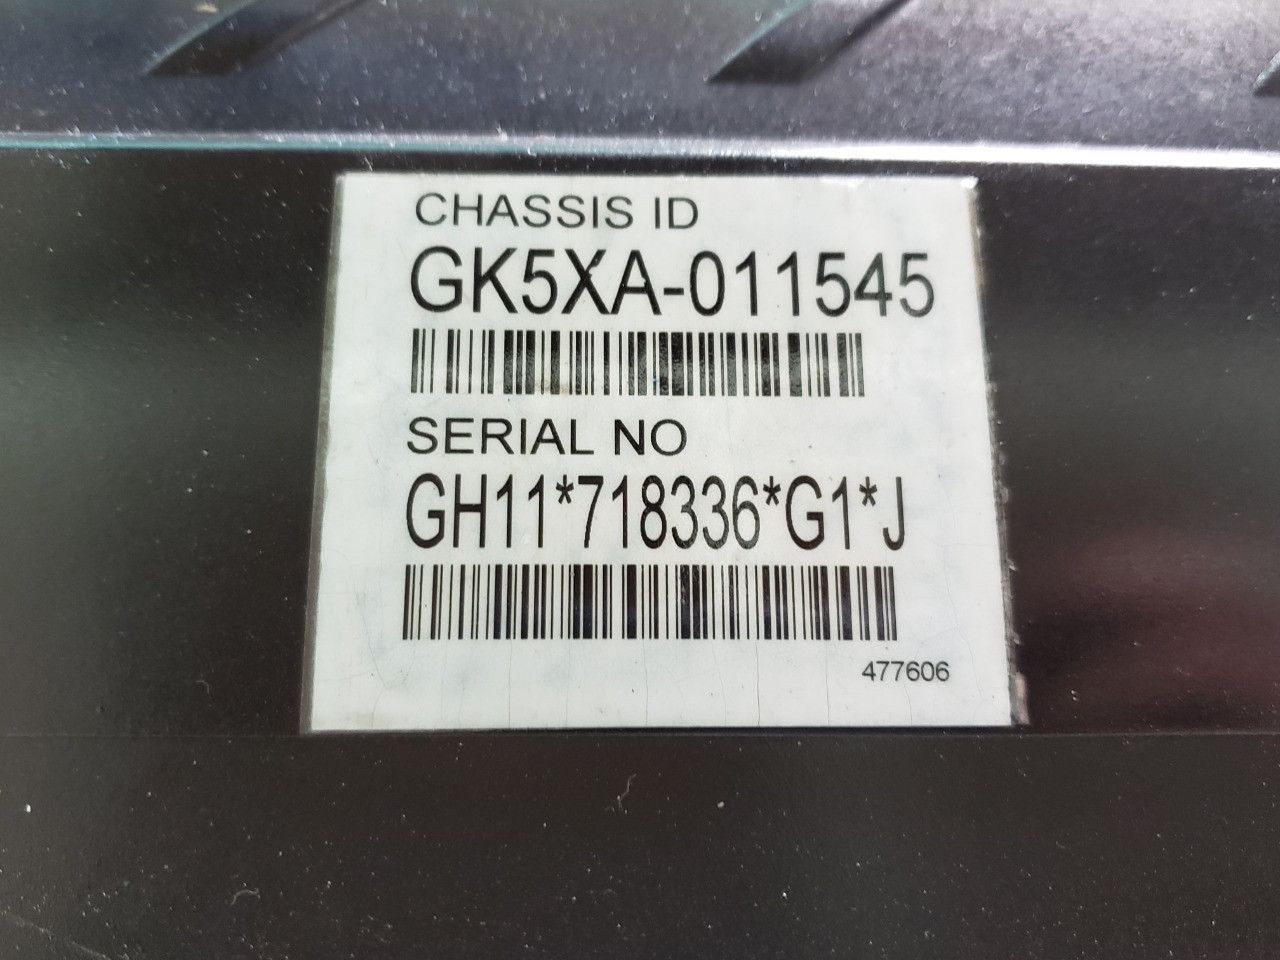 CHASSIS ID
GK5XA-011545
SERIAL NO
GH11*718336*G1*J
477606